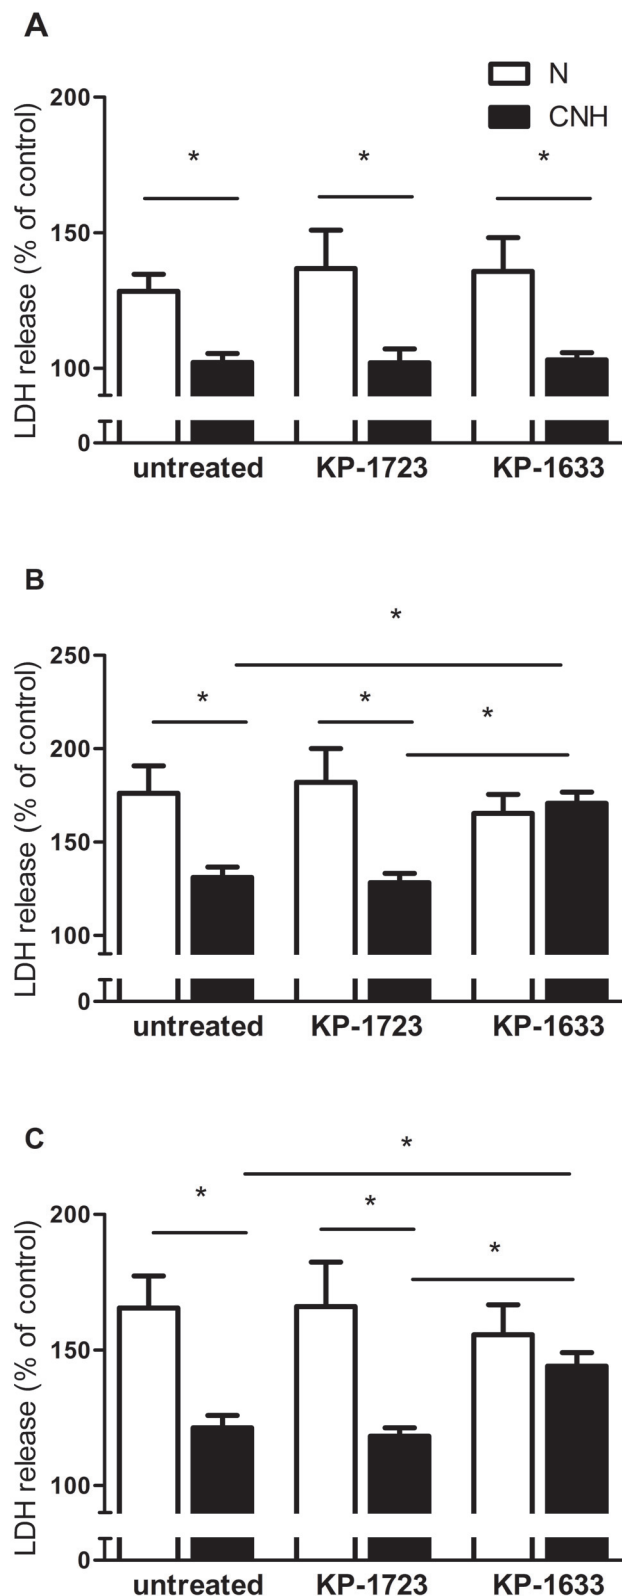 A
N
CNH
LDH release (% of control)
200
150
100
0
*
*
*
untreated KP-1723 KP-1633
B
LDH release (% of control)
250
200
150
100
0
*
*
*
*
untreated KP-1723 KP-1633
C
LDH release (% of control)
200
150
100
0
*
*
*
*
untreated KP-1723 KP-1633